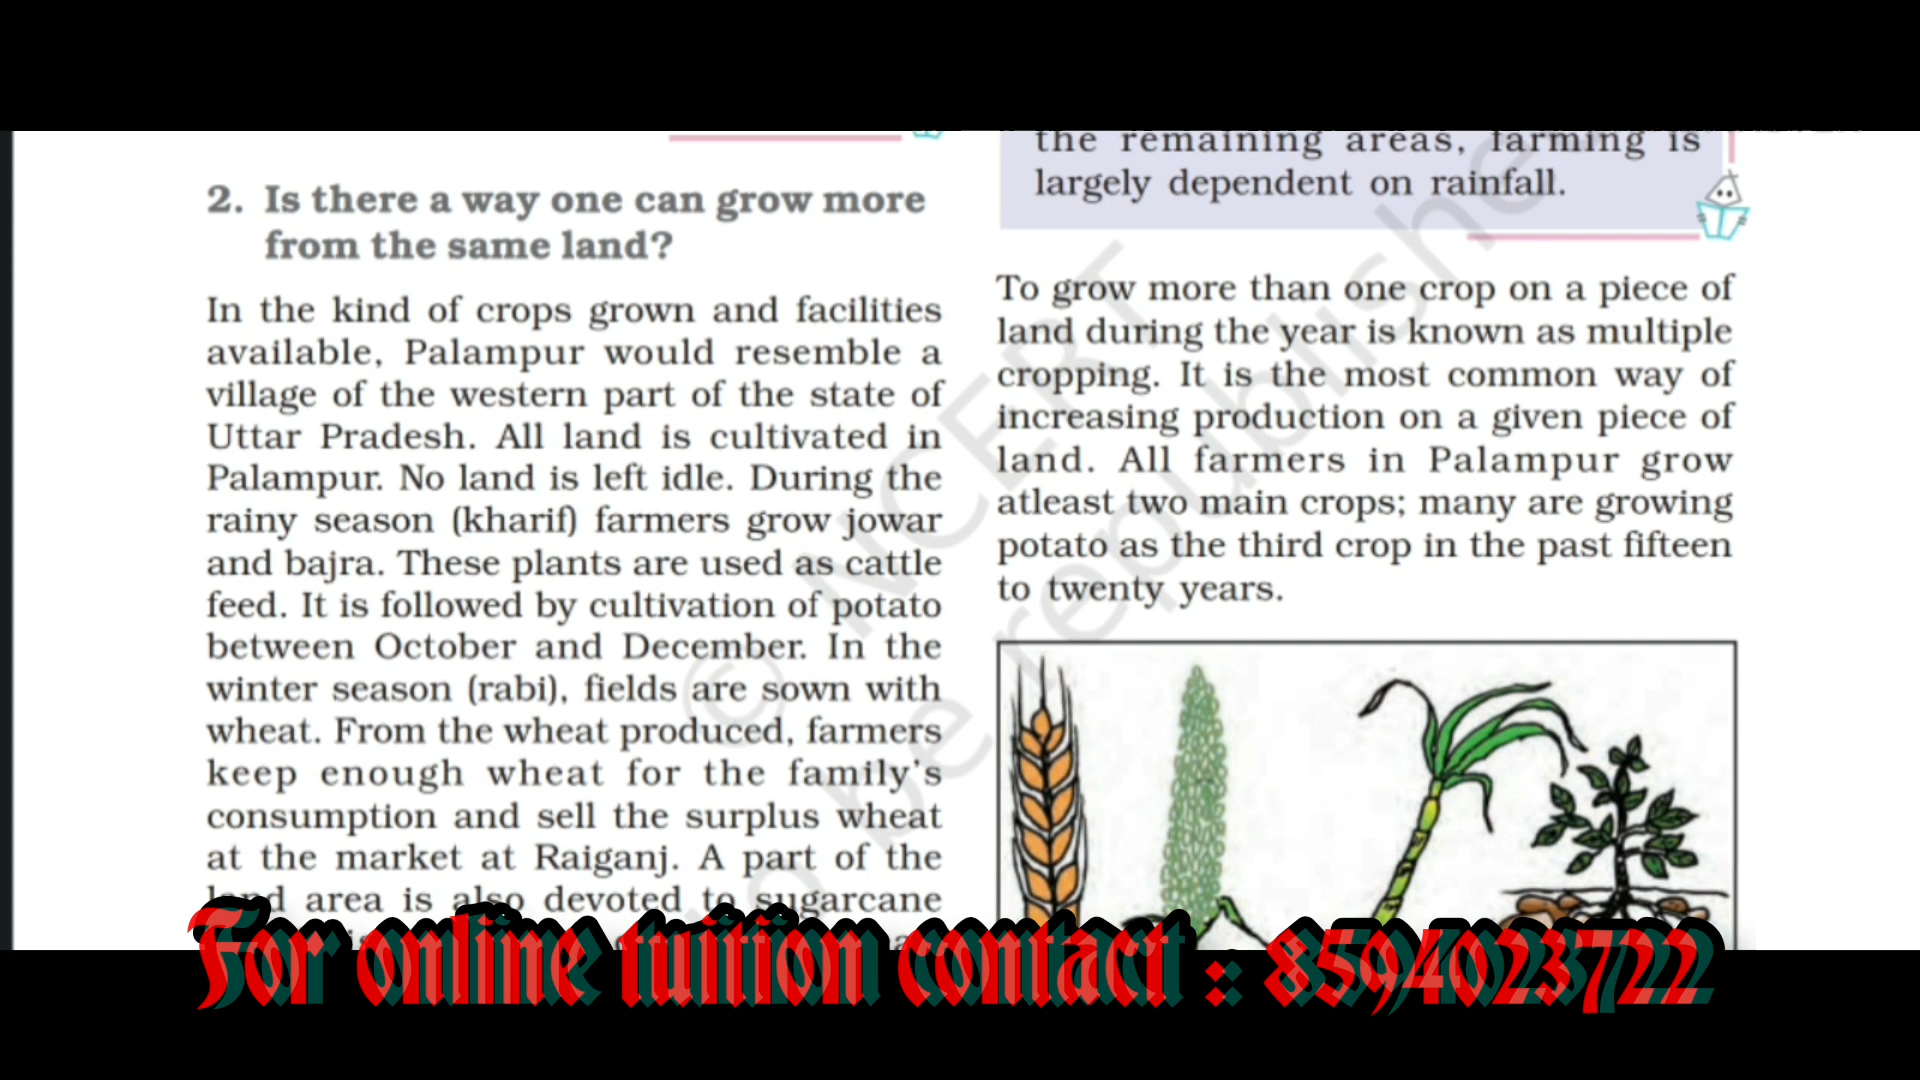 2. Is there a way one can grow more
from the same land?
In the kind of crops grown and facilities
available, Palampur would resemble a
village of the western part of the state of
Uttar Pradesh. All land is cultivated in
Palampur. No land is left idle. During the
rainy season (kharif) farmers grow jowar
and bajra. These plants are used as cattle
feed. It is followed by cultivation of potato
between October and December. In the
winter season (rabi), fields are sown with
wheat. From the wheat produced, farmers
keep enough wheat for the family's
consumption and sell the surplus wheat
at the market at Raiganj. A part of the
land area is also devoted to sugarcane
the remaining areas, farming is
largely dependent on rainfall.
To grow more than one crop on a piece of
land during the year is known as multiple
cropping. It is the most common way of
increasing production on a given piece of
land. All farmers in Palampur grow
atleast two main crops; many are growing
potato as the third crop in the past fifteen
to twenty years.
© NCERT
be republishe
For online tuition contact : 8594023722